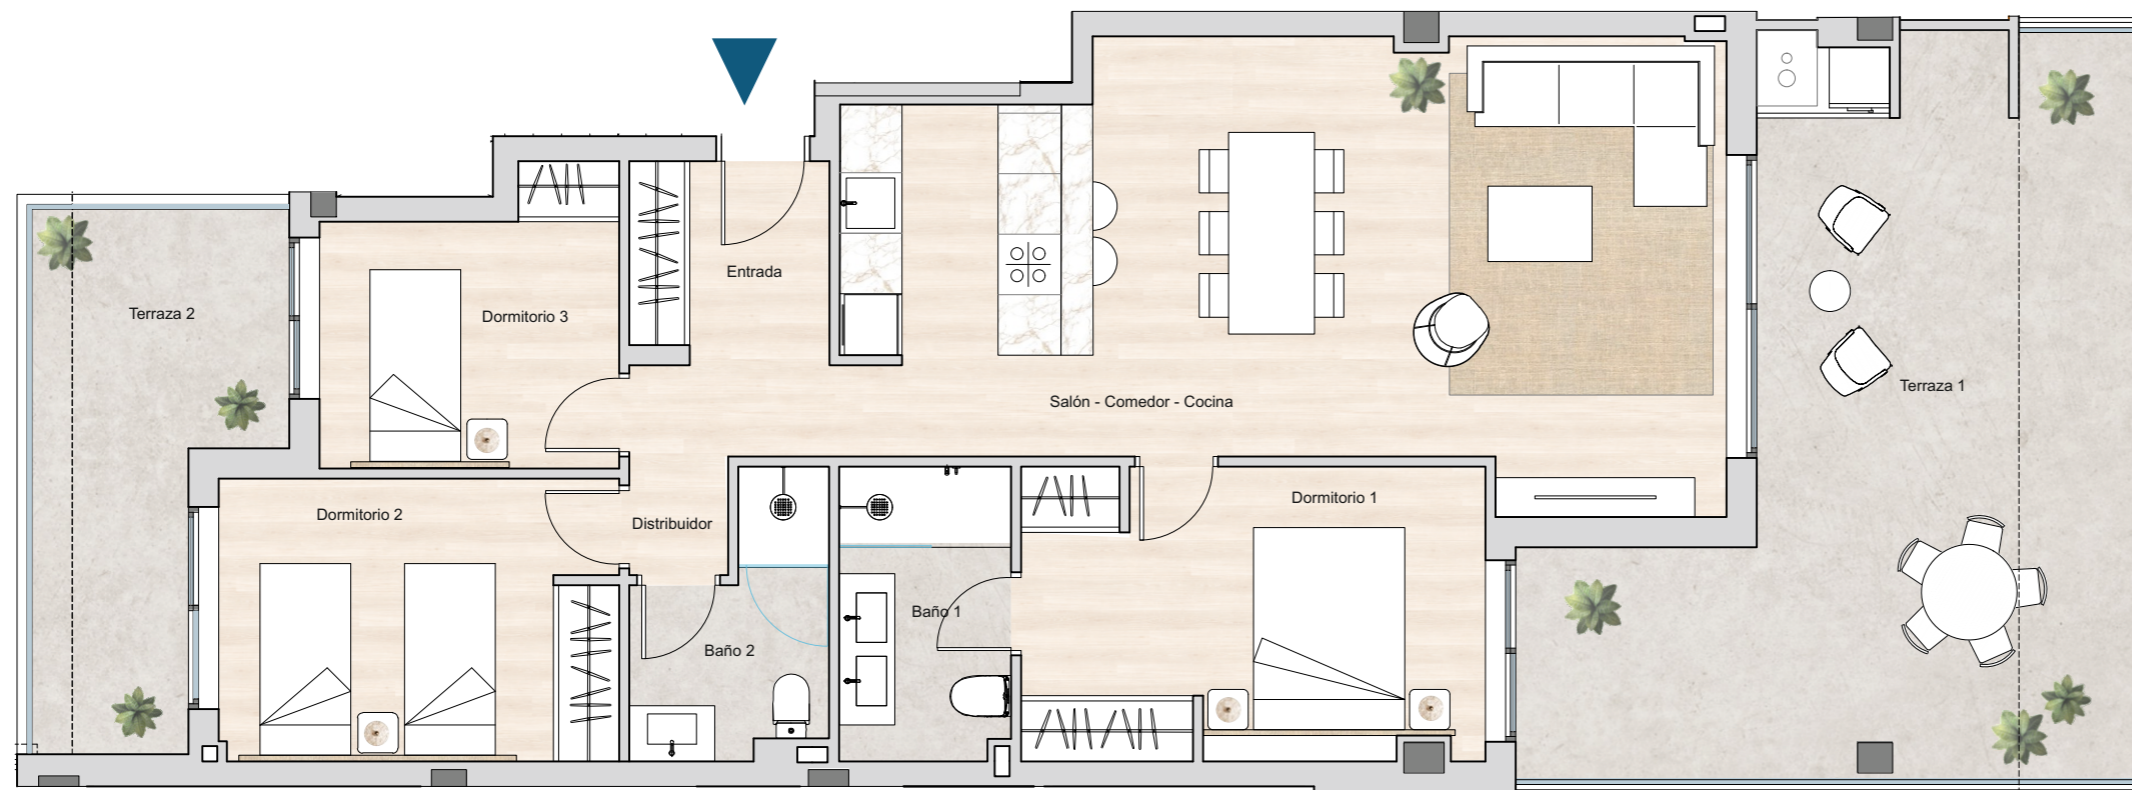 Entrada
Terraza 2
Dormitorio 3
Terraza 1
Salón - Comedor - Cocina
Dormitorio 1
Dormitorio 2
Distribuidor
Baño 1
Baño 2